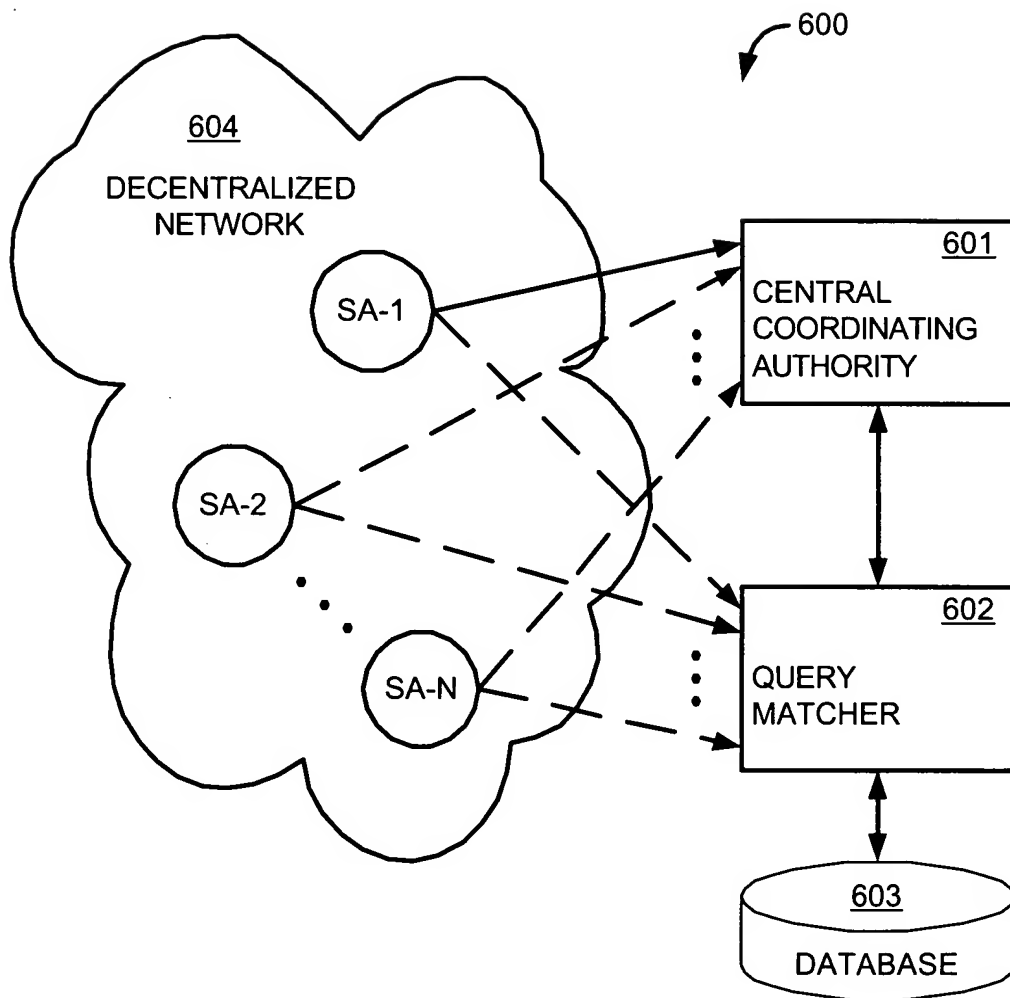 600
604
DECENTRALIZED
NETWORK
601
CENTRAL
COORDINATING
AUTHORITY
SA-1
SA-2
SA-N
602
QUERY
MATCHER
603
DATABASE